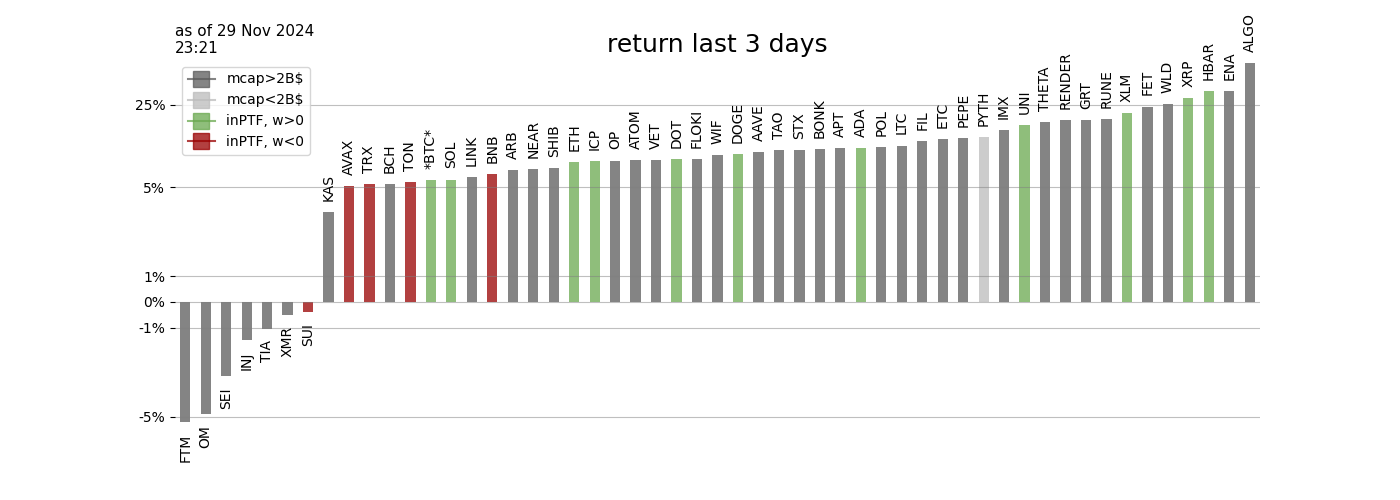 as of 29 Nov 2024
23:21
return last 3 days
mcap>2B$
mcap<2B$
inPTF, w>0
inPTF, w<0
25%
5%
1%
0%
-1%
-5%
FTM
OM
SEI
INJ
TIA
XMR
SUI
KAS
AVAX
TRX
BCH
TON
*BTC*
SOL
LINK
BNB
ARB
NEAR
SHIB
ETH
ICP
OP
ATOM
VET
DOT
FLOKI
WIF
DOGE
AAVE
TAO
STX
BONK
APT
ADA
POL
LTC
FIL
ETC
PEPE
PYTH
IMX
UNI
THETA
RENDER
GRT
RUNE
XLM
FET
WLD
XRP
HBAR
ENA
ALGO